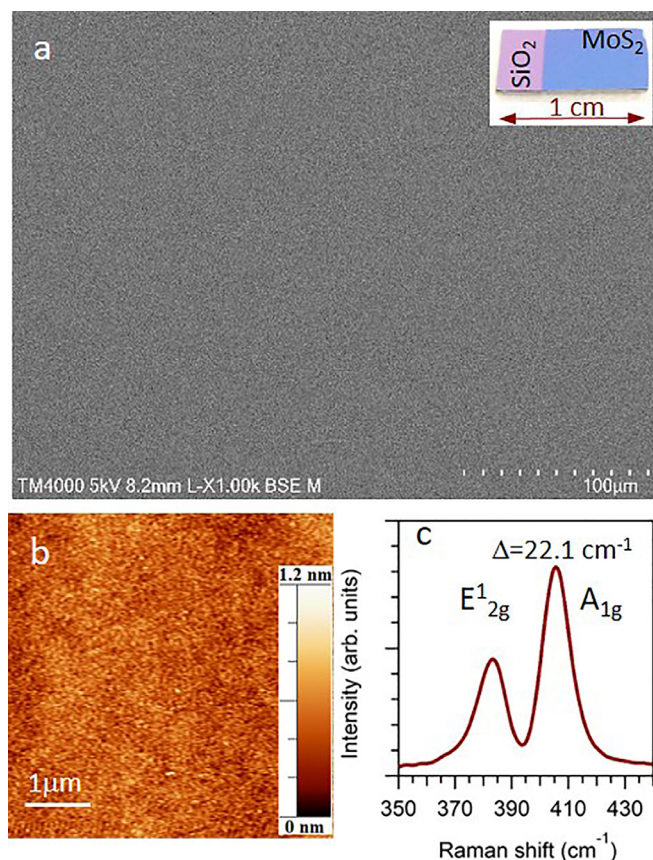 a
SiO₂
MoS₂
1 cm
TM4000 5kV 8.2mm L-X1.00k BSE M
100µm
b
1.2 nm
0 nm
1µm
c
Δ=22.1 cm⁻¹
E¹₂g
A₁g
Intensity (arb. units)
350 370 390 410 430
Raman shift (cm⁻¹)